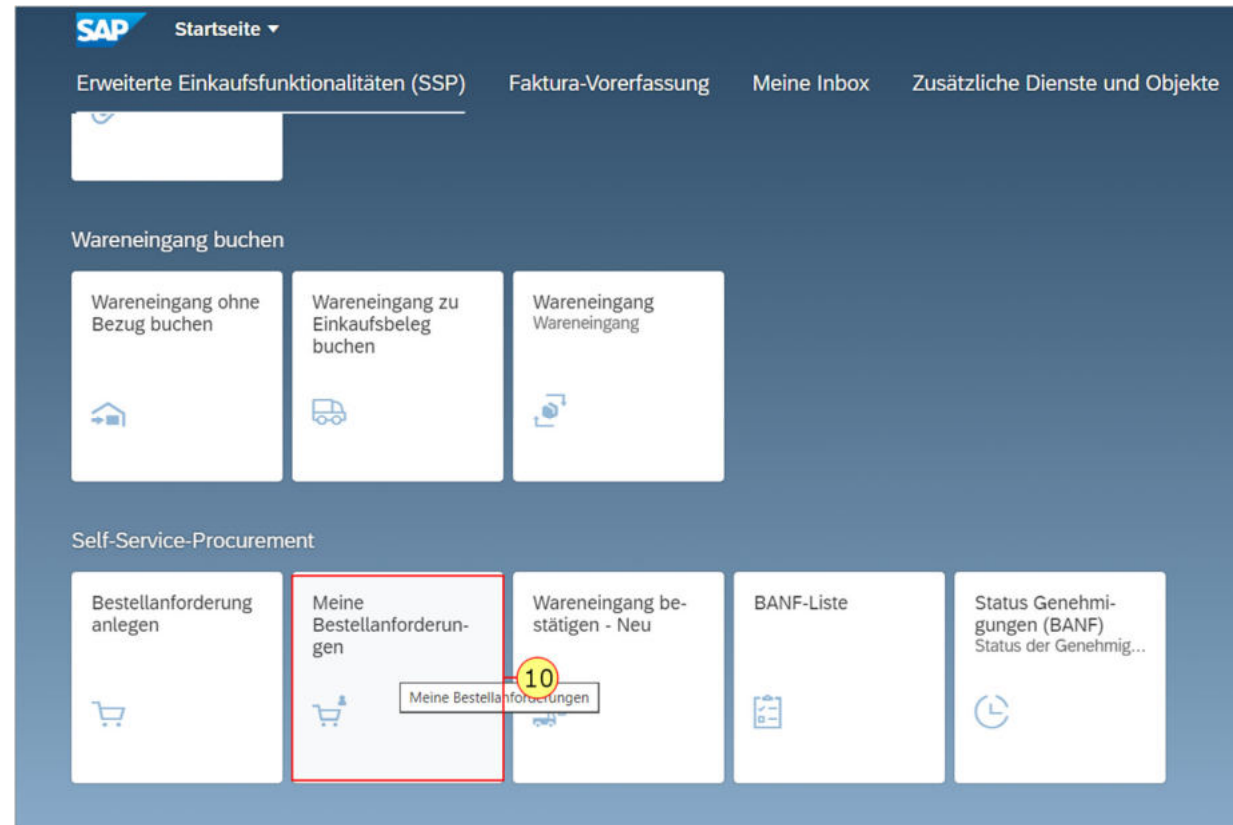 SAP Startseite
Erweiterte Einkaufsfunktionalitäten (SSP) Faktura-Vorerfassung Meine Inbox Zusätzliche Dienste und Objekte
Wareneingang buchen
Wareneingang ohne
Bezug buchen
Wareneingang zu
Einkaufsbeleg
buchen
Wareneingang
Wareneingang
Self-Service-Procurement
Bestellanforderung
anlegen
Meine
Bestellanforderun-
gen
Wareneingang be-
stätigen - Neu
BANF-Liste
Status Genehmi-
gungen (BANF)
Status der Genehmig...
10
Meine Bestellanforderungen